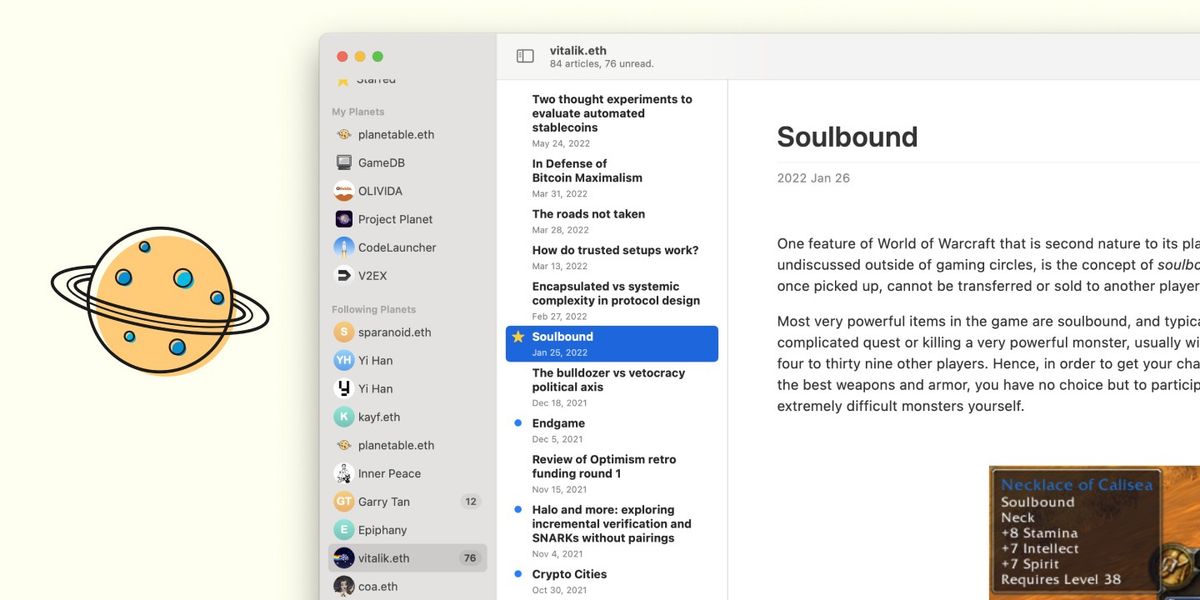 Starred
My Planets
planetable.eth
GameDB
OLIVIDA
Project Planet
CodeLauncher
V2EX
Following Planets
S sparanoid.eth
YH Yi Han
Yi Han
K kayf.eth
planetable.eth
Inner Peace
GT Garry Tan 12
E Epiphany
vitalik.eth 76
coa.eth
vitalik.eth
84 articles, 76 unread.
Two thought experiments to
evaluate automated
stablecoins
May 24, 2022
In Defense of
Bitcoin Maximalism
Mar 31, 2022
The roads not taken
Mar 28, 2022
How do trusted setups work?
Mar 13, 2022
Encapsulated vs systemic
complexity in protocol design
Feb 27, 2022
Soulbound
Jan 25, 2022
The bulldozer vs vetocracy
political axis
Dec 18, 2021
Endgame
Dec 5, 2021
Review of Optimism retro
funding round 1
Nov 15, 2021
Halo and more: exploring
incremental verification and
SNARKs without pairings
Nov 4, 2021
Crypto Cities
Oct 30, 2021
Soulbound
2022 Jan 26
One feature of World of Warcraft that is second nature to its pla
undiscussed outside of gaming circles, is the concept of soulbo
once picked up, cannot be transferred or sold to another player
Most very powerful items in the game are soulbound, and typica
complicated quest or killing a very powerful monster, usually wi
four to thirty nine other players. Hence, in order to get your cha
the best weapons and armor, you have no choice but to particip
extremely difficult monsters yourself.
Necklace of Calisea
Soulbound
Neck
+8 Stamina
+7 Intellect
+7 Spirit
Requires Level 38